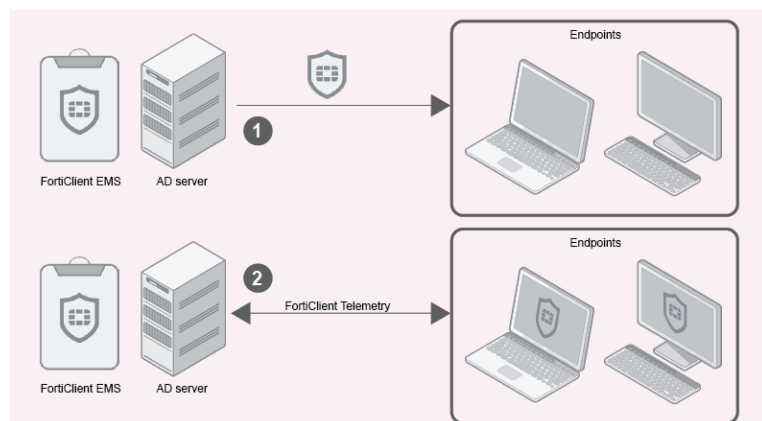 Endpoints
1
FortiClient EMS
AD server
Endpoints
2
FortiClient Telemetry
FortiClient EMS
AD server